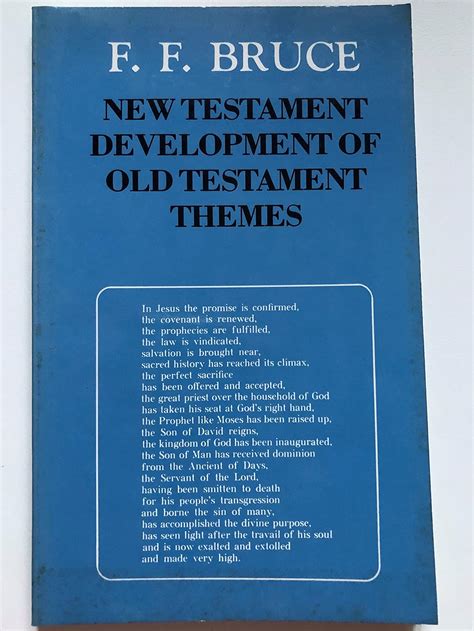 F. F. BRUCE
NEW TESTAMENT
DEVELOPMENT OF
OLD TESTAMENT
THEMES
In Jesus the promise is confirmed,
the covenant is renewed,
the prophecies are fulfilled,
the law is vindicated,
salvation is brought near,
sacred history has reached its climax,
the perfect sacrifice
has been offered and accepted,
the great priest over the household of God
has taken his seat at God's right hand,
the Prophet like Moses has been raised up,
the Son of David reigns,
the kingdom of God has been inaugurated,
the Son of Man has received dominion
from the Ancient of Days,
the Servant of the Lord,
having been smitten to death
for his people's transgression
and borne the sin of many,
has accomplished the divine purpose,
has seen light after the travail of his soul
and is now exalted and extolled
and made very high.